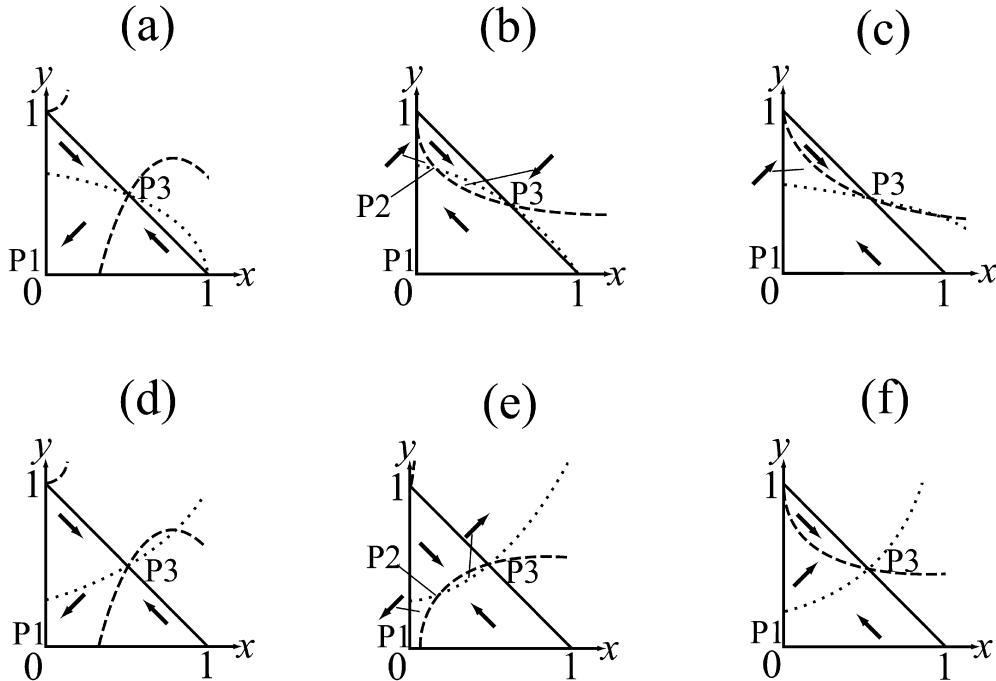 (a) (b) (c)
y y y
1 1 1
P3 P3 P3
P2
P1 P1 P1
x x x
0 1 0 1 0 1
(d) (e) (f)
y y y
1 1 1
P2
P3 P3 P3
P1 P1 P1
x x x
0 1 0 1 0 1